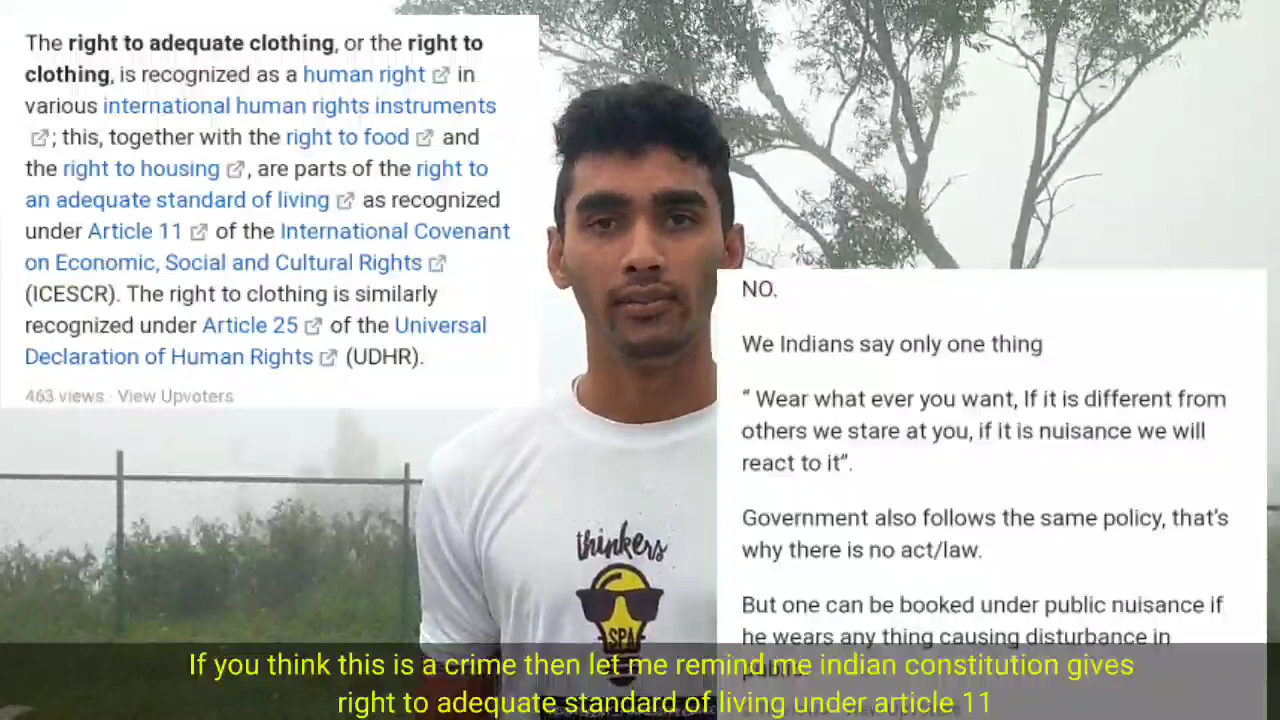 The right to adequate clothing, or the right to
clothing, is recognized as a human right in
various international human rights instruments
; this, together with the right to food and
the right to housing , are parts of the right to
an adequate standard of living as recognized
under Article 11 of the International Covenant
on Economic, Social and Cultural Rights
(ICESCR). The right to clothing is similarly
recognized under Article 25 of the Universal
Declaration of Human Rights (UDHR).
463 views · View Upvoters
NO.
We Indians say only one thing
“ Wear what ever you want, If it is different from
others we stare at you, if it is nuisance we will
react to it”.
Government also follows the same policy, that's
why there is no act/law.
But one can be booked under public nuisance if
he wears any thing causing disturbance in
thinkers
SPA
If you think this is a crime then let me remind me indian constitution gives
right to adequate standard of living under article 11